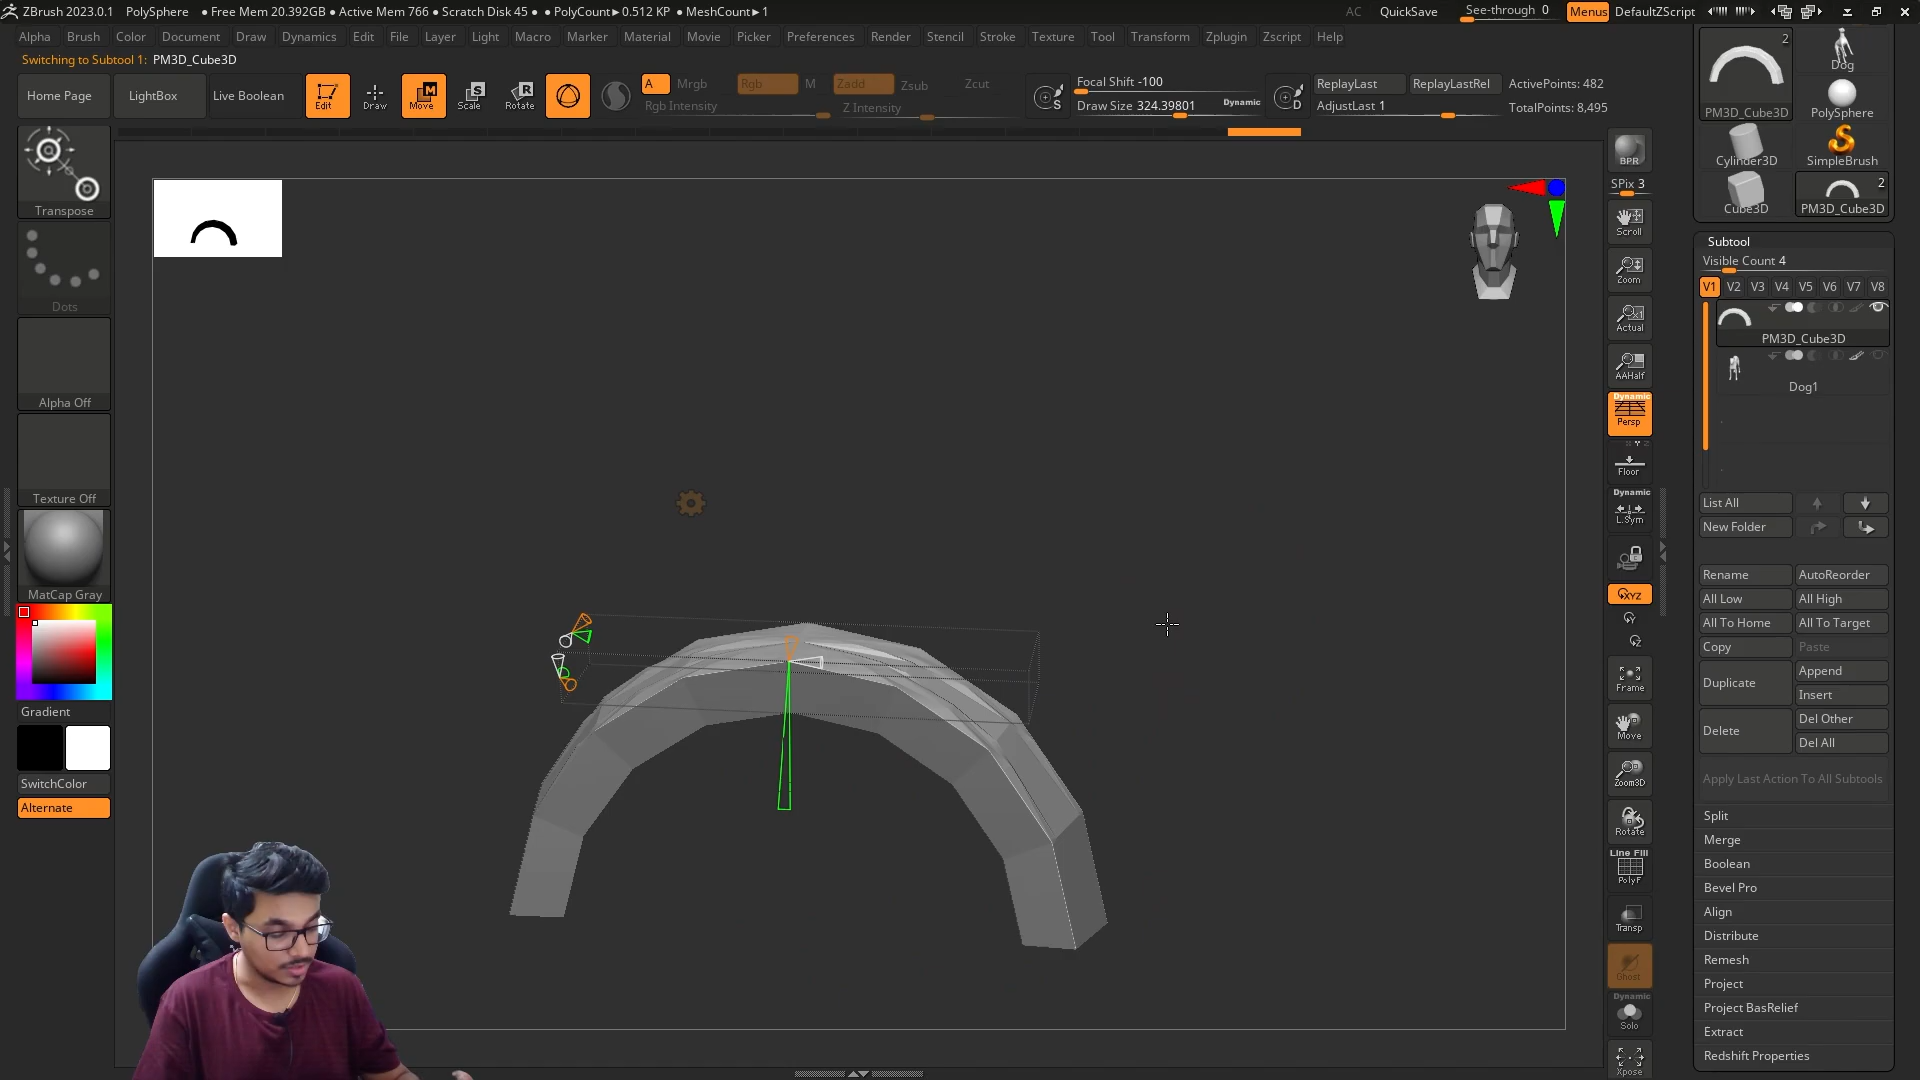 ZBrush 2023.0.1 PolySphere ● Free Mem 20.392GB ● Active Mem 766 ● Scratch Disk 45 ● ● PolyCount▸0.512 KP ● MeshCount▸1 AC QuickSave See-through 0 Menus DefaultZScript
Alpha Brush Color Document Draw Dynamics Edit File Layer Light Macro Marker Material Movie Picker Preferences Render Stencil Stroke Texture Tool Transform Zplugin Zscript Help
Switching to Subtool 1: PM3D_Cube3D
Home Page
LightBox
Live Boolean
Edit
Draw
Move
Scale
Rotate
A
Mrgb
Rgb
M
Zadd
Zsub
Zcut
Rgb Intensity
Z Intensity
S
Focal Shift -100
Draw Size 324.39801
Dynamic
D
ReplayLast
ReplayLastRel
AdjustLast 1
ActivePoints: 482
TotalPoints: 8,495
Transpose
Dots
Alpha Off
Texture Off
MatCap Gray
Gradient
SwitchColor
Alternate
BPR
SPix 3
Scroll
Zoom
Actual
AAHalf
Dynamic
Persp
Floor
Dynamic
L.Sym
XYZ
Frame
Move
Zoom3D
Rotate
Line Fill
PolyF
Transp
Ghost
Dynamic
Solo
Xpose
2
PM3D_Cube3D
Dog
PolySphere
Cylinder3D
SimpleBrush
Cube3D
2
PM3D_Cube3D
Subtool
Visible Count 4
V1 V2 V3 V4 V5 V6 V7 V8
PM3D_Cube3D
Dog1
List All
New Folder
Rename AutoReorder
All Low All High
All To Home All To Target
Copy Paste
Duplicate Append
Insert
Delete Del Other
Del All
Apply Last Action To All Subtools
Split
Merge
Boolean
Bevel Pro
Align
Distribute
Remesh
Project
Project BasRelief
Extract
Redshift Properties